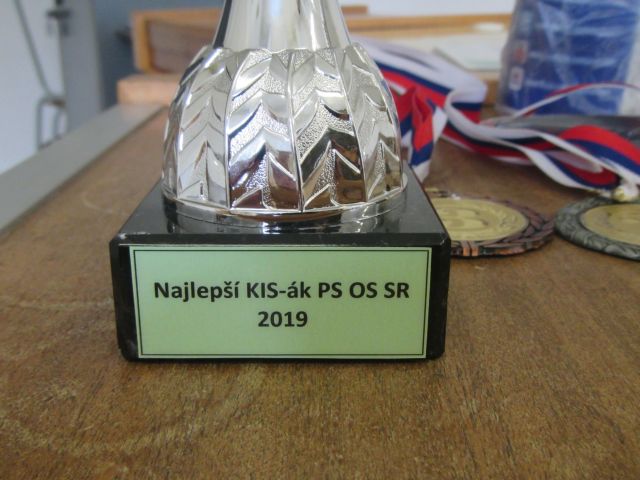 Najlepší KIS-ák PS OS SR
2019